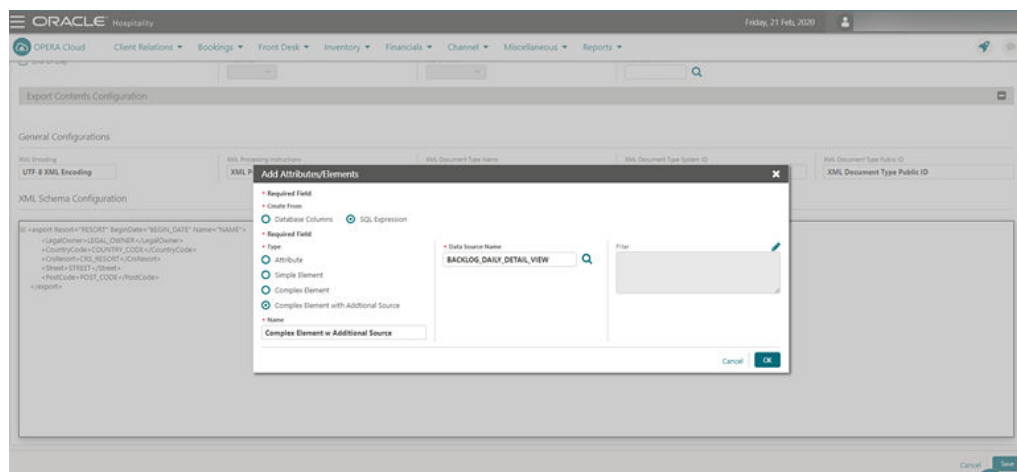 ORACLE Hospitality
Friday, 21 Feb, 2020
OPERA Cloud Client Relations Bookings Front Desk Inventory Financials Channel Miscellaneous Reports
Export Contents Configuration
General Configurations
XML Encoding XML Processing Instructions XML Document Type Name XML Document Type System ID XML Document Type Public ID
UTF-8 XML Encoding XML P XML Document Type Public ID
XML Schema Configuration
<export Resort="RESORT" BeginDate="BEGIN_DATE" Name="NAME">
<LegalOwner>LEGAL_OWNER</LegalOwner>
<CountryCode>COUNTRY_CODE</CountryCode>
<CrsResort>CRS_RESORT</CrsResort>
<Street>STREET</Street>
<PostCode>POST_CODE</PostCode>
</export>
Add Attributes/Elements
* Required Field
* Create From
Database Columns SQL Expression
* Required Field
* Type
Attribute
Simple Element
Complex Element
Complex Element with Addtional Source
* Name
Complex Element w Additional Source
* Data Source Name
BACKLOG_DAILY_DETAIL_VIEW
Filter
Cancel OK
Cancel Save